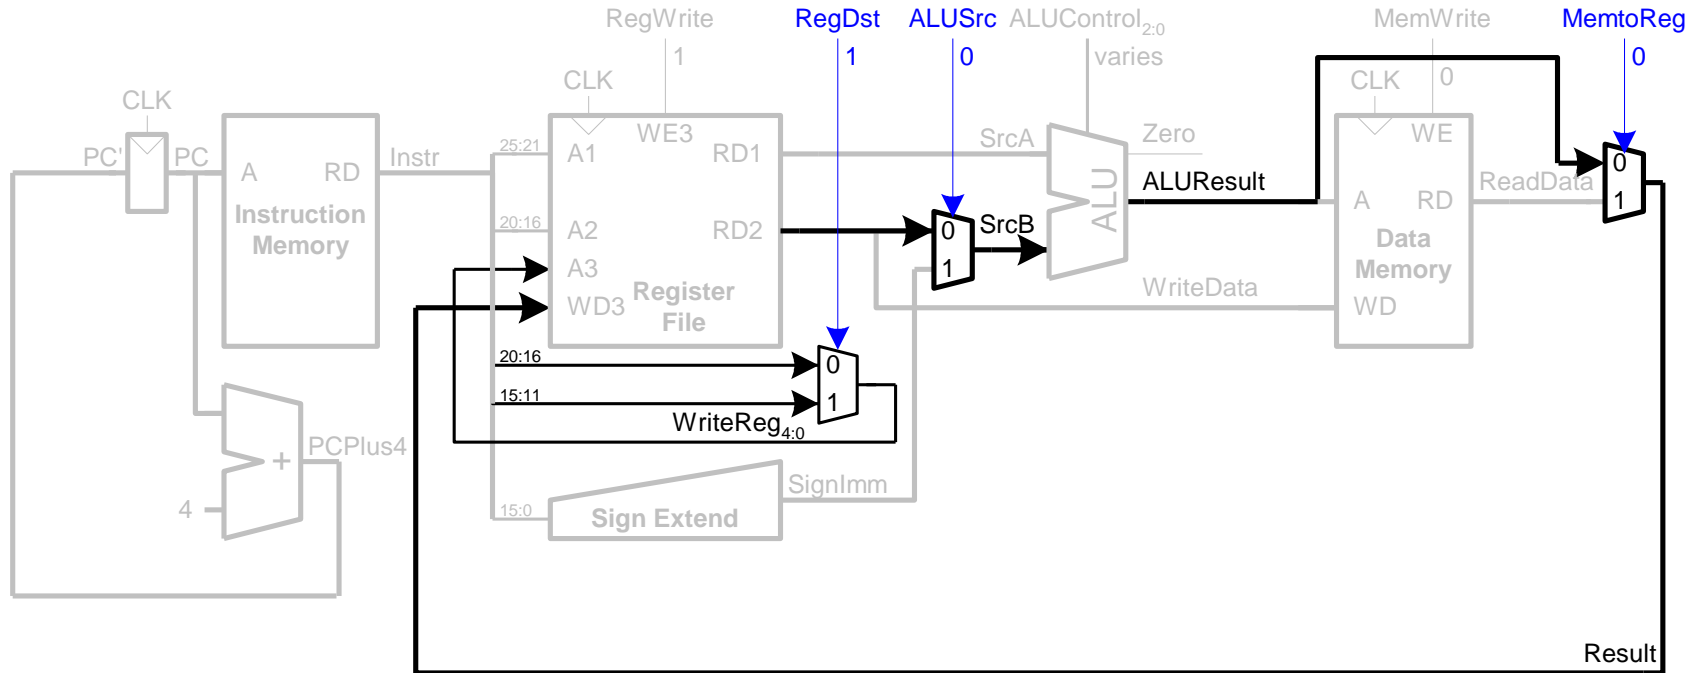 RegWrite RegDst ALUSrc ALUControl2:0 MemWrite MemtoReg
1 1 0 varies 0 0
CLK CLK CLK
PC' PC Instr
A RD
Instruction
Memory
25:21
20:16
A1 WE3 RD1
A2 RD2
A3
WD3
Register
File
SrcA Zero
0
1
SrcB
ALU
ALUResult
WriteData
WE
A RD
Data
Memory
WD
ReadData
0
1
20:16
15:11
0
1
WriteReg4:0
PCPlus4
+
4
15:0
Sign Extend
SignImm
Result